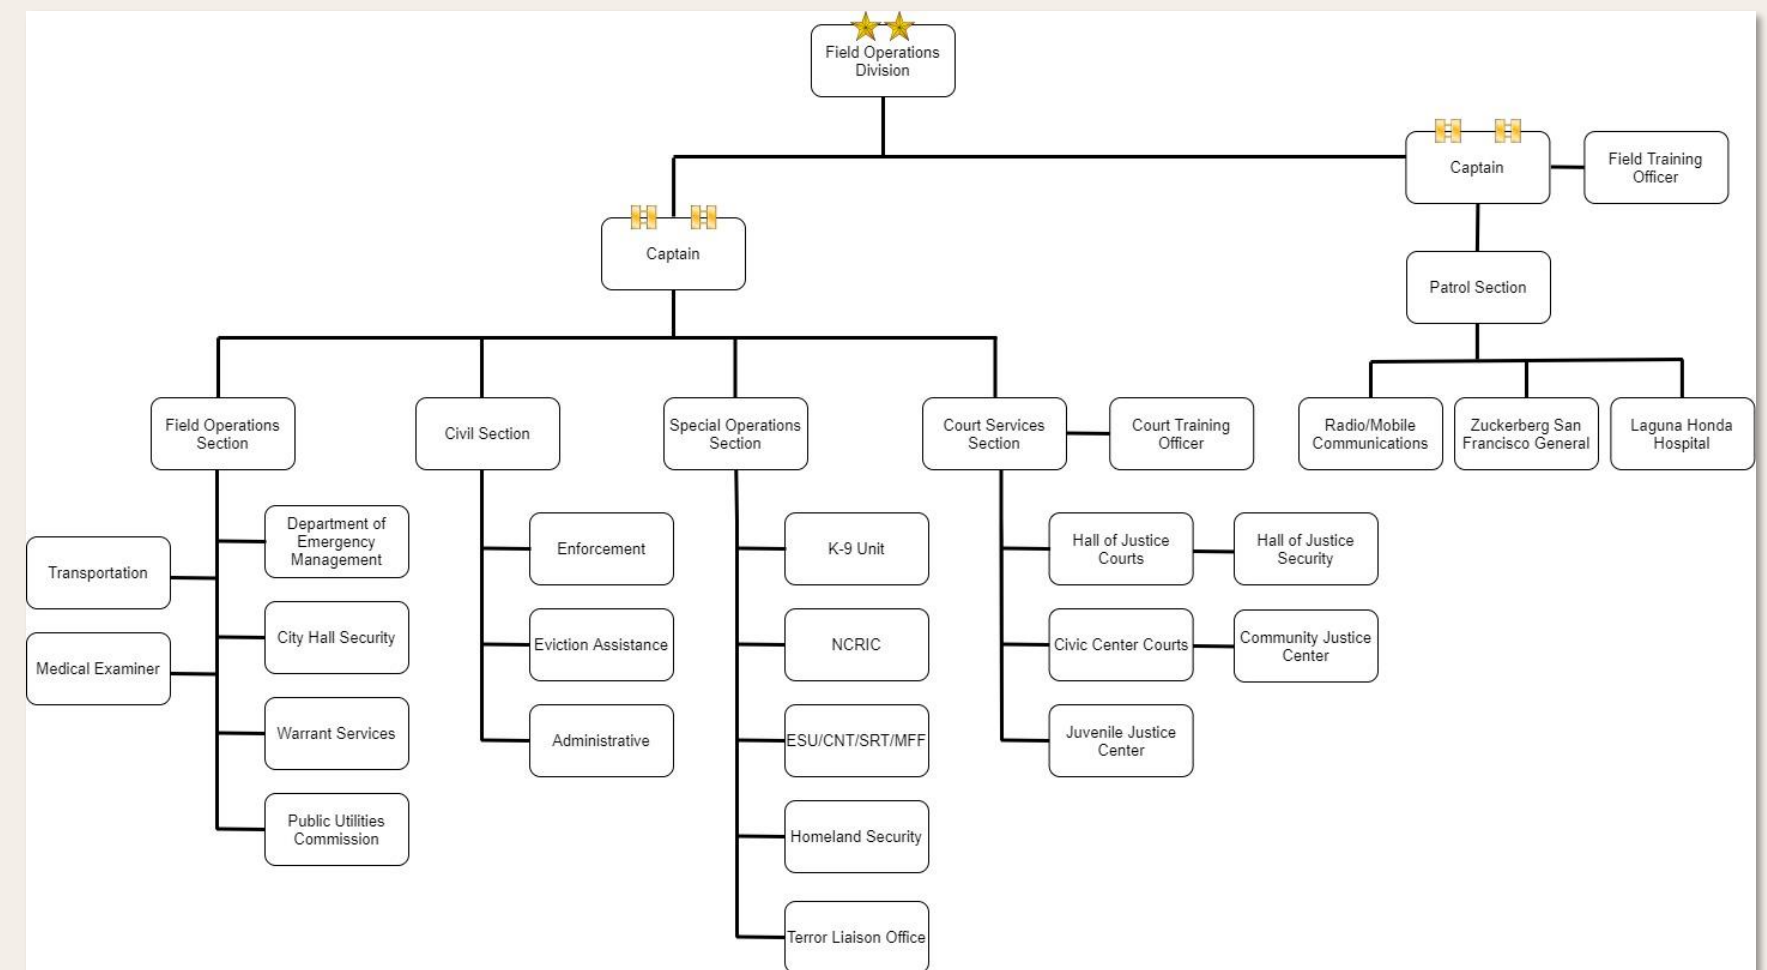 Field Operations
Division
Captain
Field Training
Officer
Captain
Patrol Section
Field Operations
Section
Civil Section
Special Operations
Section
Court Services
Section
Court Training
Officer
Radio/Mobile
Communications
Zuckerberg San
Francisco General
Laguna Honda
Hospital
Transportation
Medical Examiner
Department of
Emergency
Management
City Hall Security
Warrant Services
Public Utilities
Commission
Enforcement
Eviction Assistance
Administrative
K-9 Unit
NCRIC
ESU/CNT/SRT/MFF
Homeland Security
Terror Liaison Office
Hall of Justice
Courts
Hall of Justice
Security
Civic Center Courts
Community Justice
Center
Juvenile Justice
Center